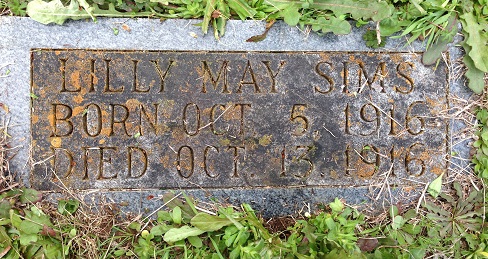 LILLY MAY SIMS
BORN OCT. 5 1916
DIED OCT. 13. 1916